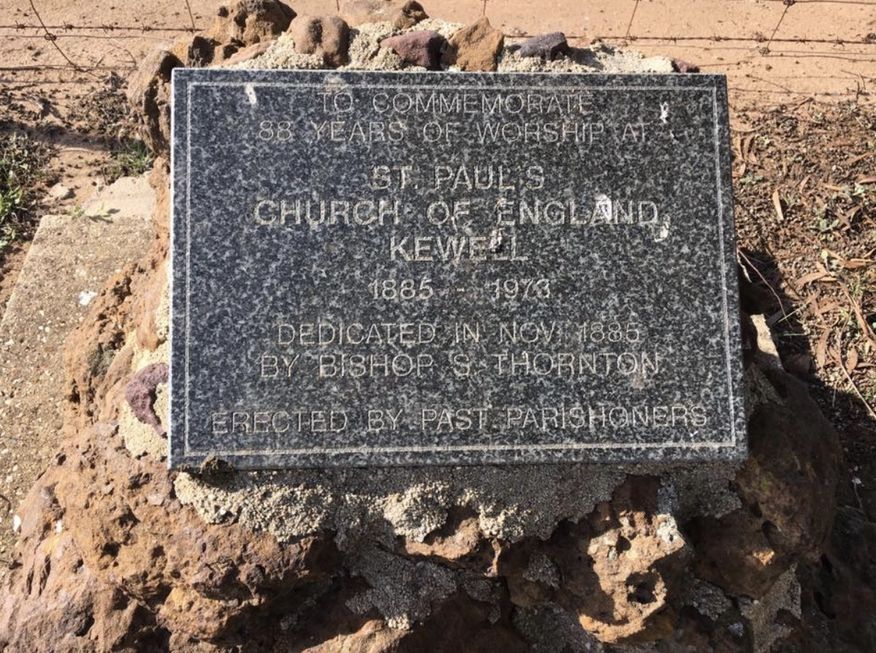 TO COMMEMORATE
88 YEARS OF WORSHIP AT
ST. PAUL'S
CHURCH OF ENGLAND,
KEWELL
1885 - 1973
DEDICATED IN NOV. 1885
BY BISHOP S. THORNTON
ERECTED BY PAST PARISHONERS